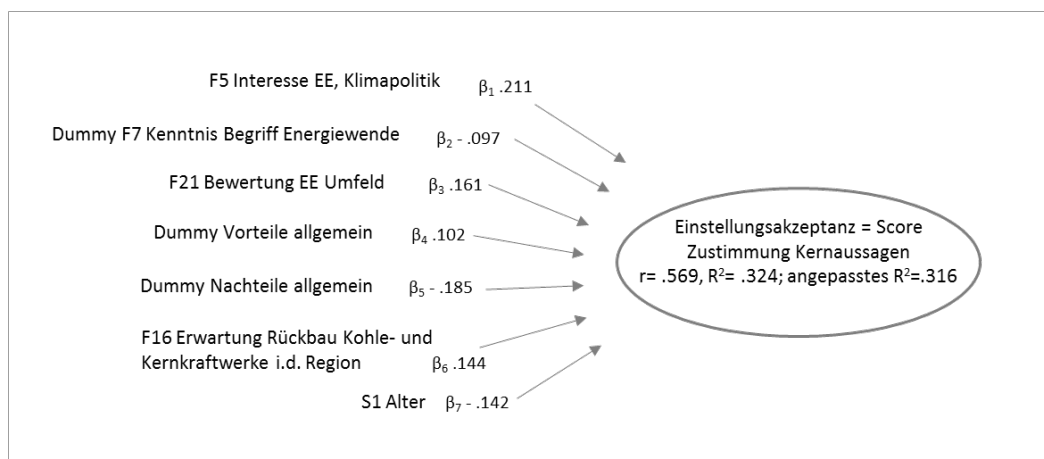 F5 Interesse EE, Klimapolitik β₁ .211
Dummy F7 Kenntnis Begriff Energiewende β₂ - .097
F21 Bewertung EE Umfeld β₃ .161
Dummy Vorteile allgemein β₄ .102
Dummy Nachteile allgemein β₅ - .185
F16 Erwartung Rückbau Kohle- und
Kernkraftwerke i.d. Region β₆ .144
S1 Alter β₇ - .142
Einstellungsakzeptanz = Score
Zustimmung Kernaussagen
r= .569, R²= .324; angepasstes R²=.316